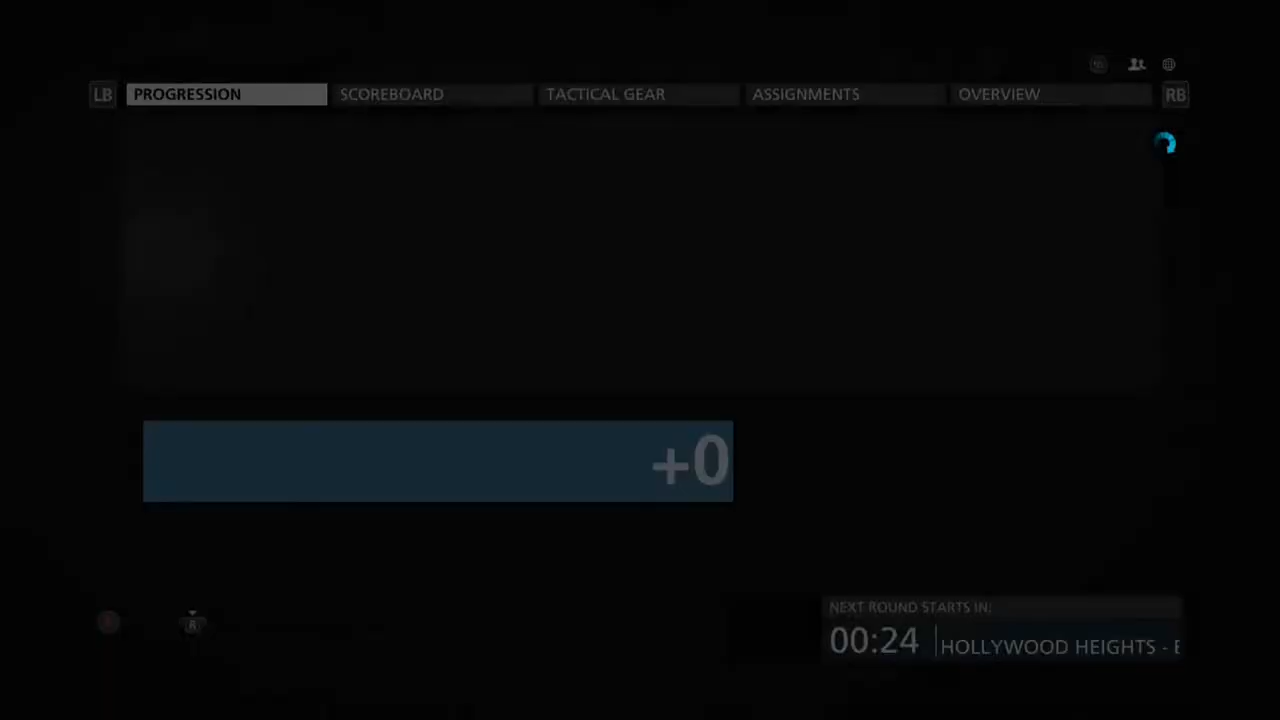 LB PROGRESSION SCOREBOARD TACTICAL GEAR ASSIGNMENTS OVERVIEW RB
+0
R
NEXT ROUND STARTS IN:
00:24 HOLLYWOOD HEIGHTS -